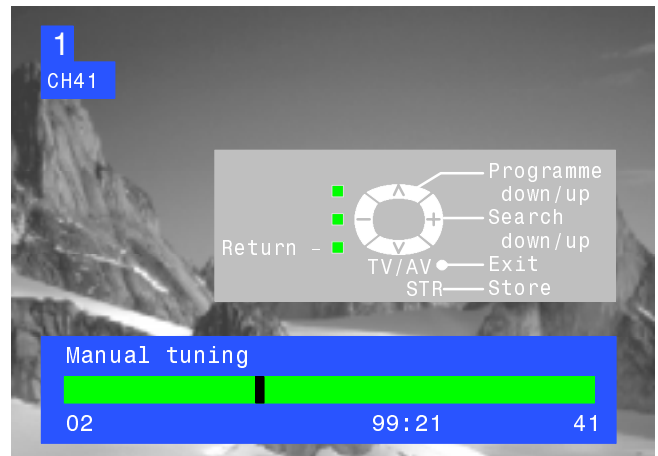 1
CH41
Programme
down/up
Search
down/up
Return –
TV/AV Exit
STR Store
Manual tuning
02 99:21 41